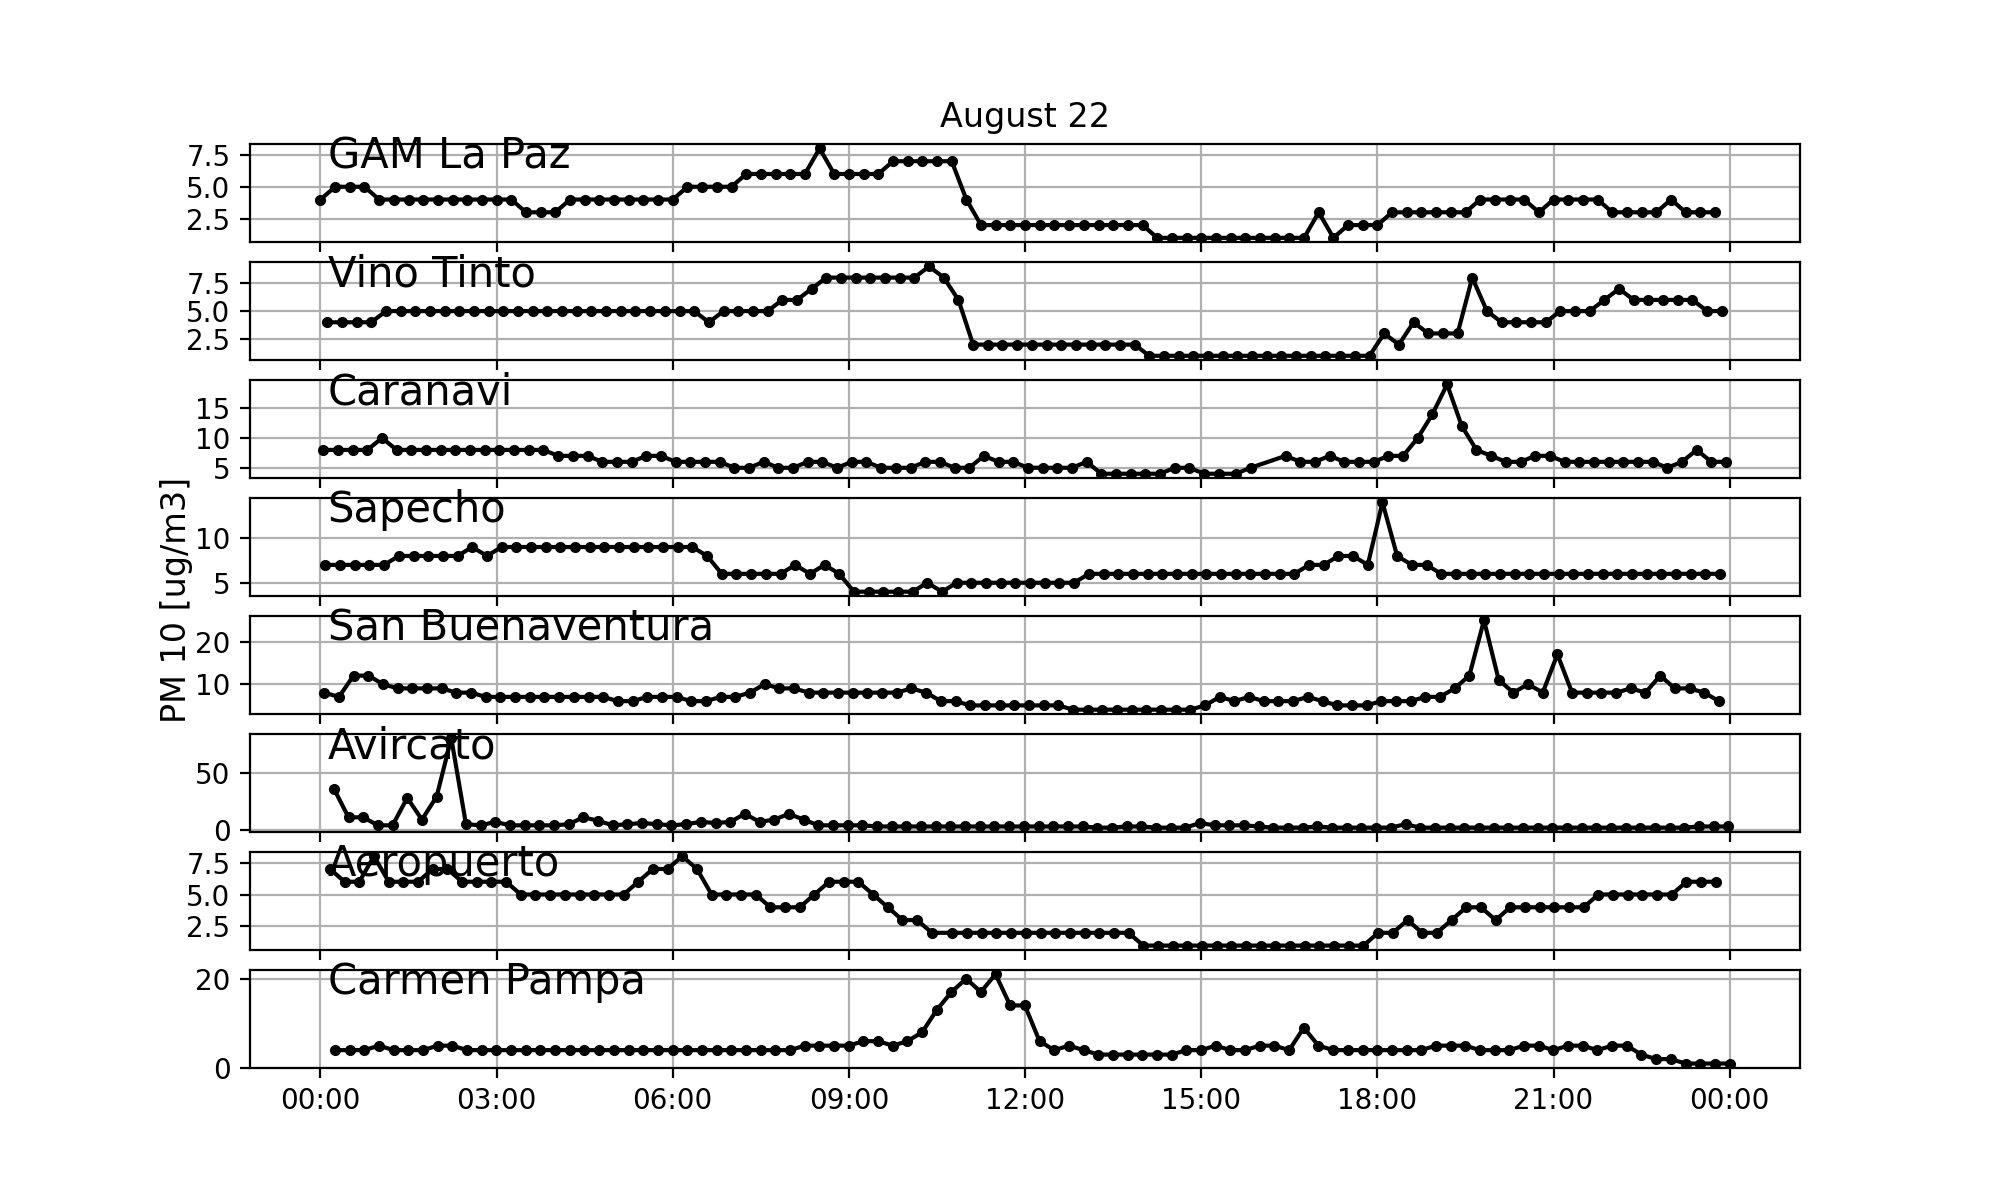 August 22
PM 10 [ug/m3]
GAM La Paz
7.5
5.0
2.5
Vino Tinto
7.5
5.0
2.5
Caranavi
15
10
5
Sapecho
10
5
San Buenaventura
20
10
Avircato
50
0
Aeropuerto
7.5
5.0
2.5
Carmen Pampa
20
0
00:00 03:00 06:00 09:00 12:00 15:00 18:00 21:00 00:00